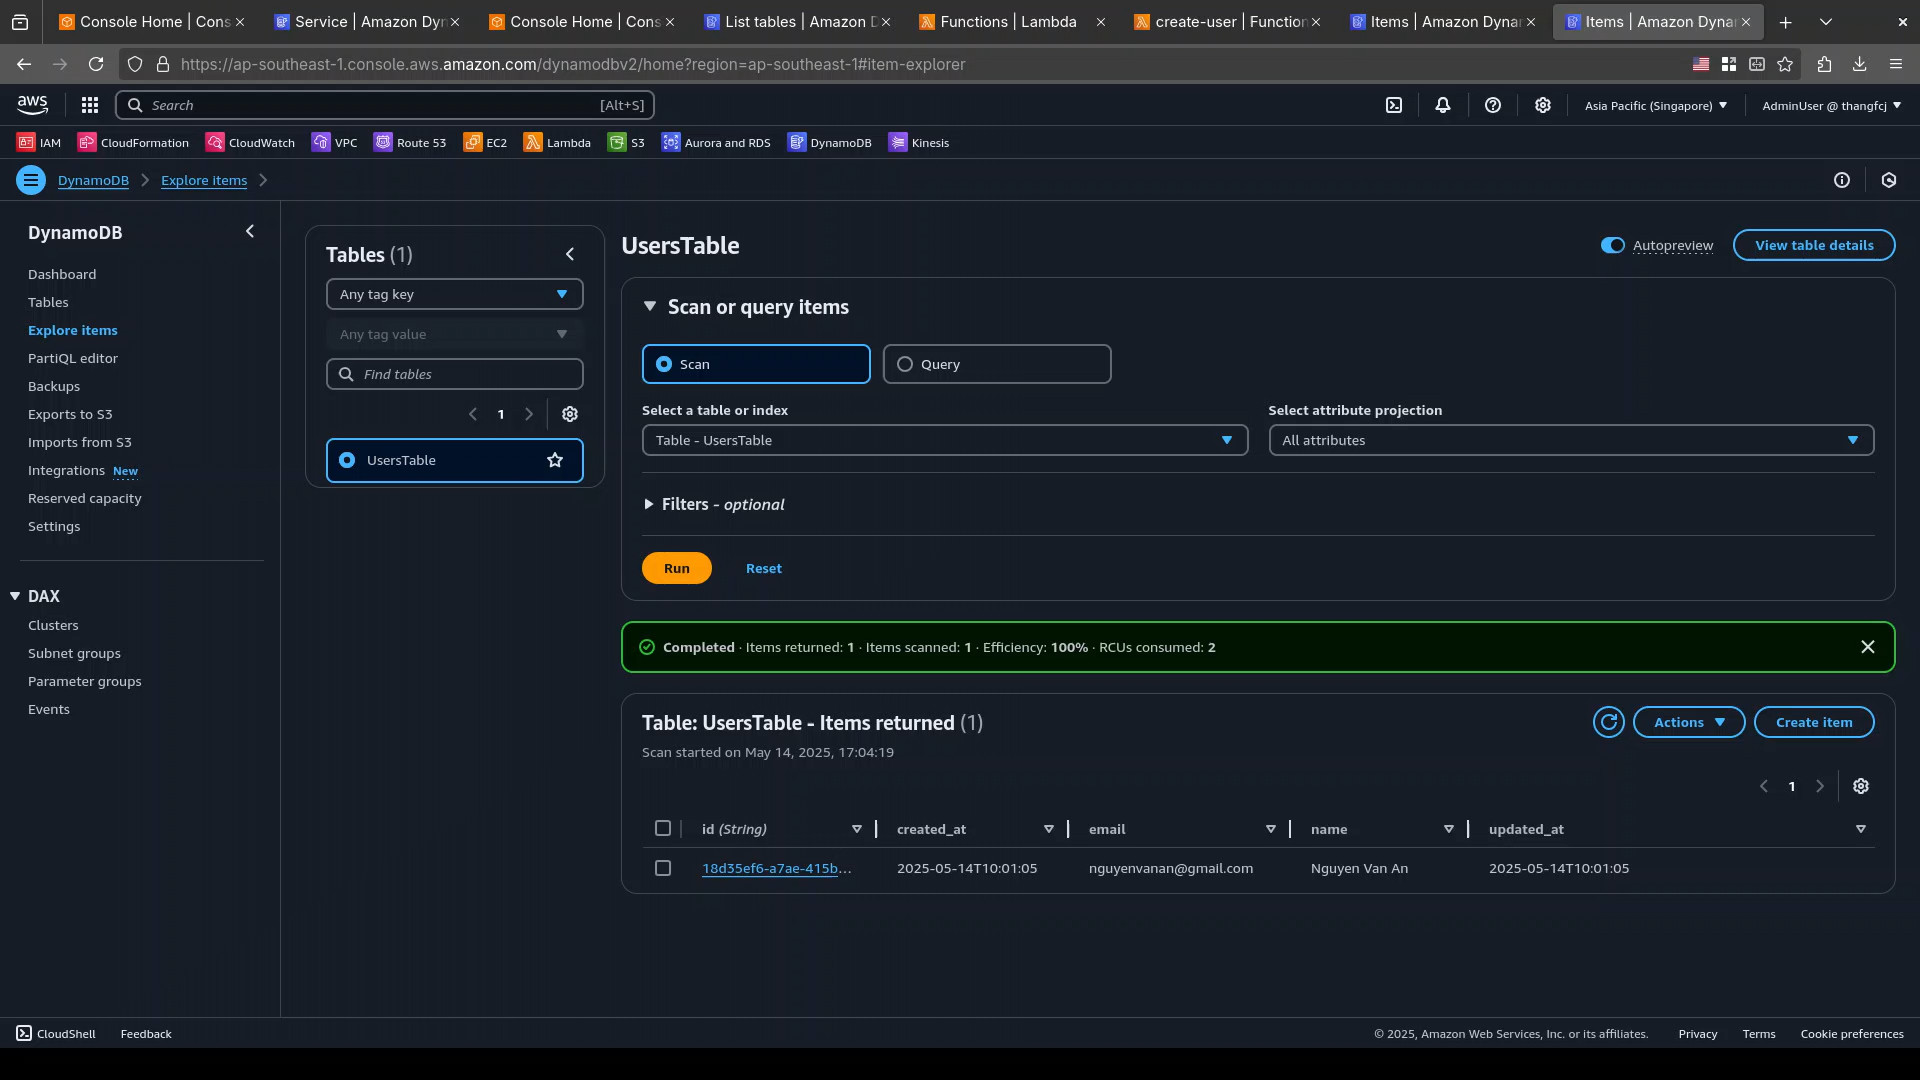 Console Home | Cons
Service | Amazon Dyn
Console Home | Cons
List tables | Amazon D
Functions | Lambda
create-user | Function
Items | Amazon Dynam
Items | Amazon Dynam
https://ap-southeast-1.console.aws.amazon.com/dynamodbv2/home?region=ap-southeast-1#item-explorer
aws
Search
[Alt+S]
Asia Pacific (Singapore)
AdminUser @ thangfcj
IAM
CloudFormation
CloudWatch
VPC
Route 53
EC2
Lambda
S3
Aurora and RDS
DynamoDB
Kinesis
DynamoDB
Explore items
DynamoDB
Dashboard
Tables
Explore items
PartiQL editor
Backups
Exports to S3
Imports from S3
Integrations New
Reserved capacity
Settings
DAX
Clusters
Subnet groups
Parameter groups
Events
Tables (1)
Any tag key
Any tag value
Find tables
1
UsersTable
UsersTable
Autopreview
View table details
Scan or query items
Scan
Query
Select a table or index
Table - UsersTable
Select attribute projection
All attributes
Filters - optional
Run
Reset
Completed · Items returned: 1 · Items scanned: 1 · Efficiency: 100% · RCUs consumed: 2
Table: UsersTable - Items returned (1)
Scan started on May 14, 2025, 17:04:19
Actions
Create item
1
id (String)
created_at
email
name
updated_at
18d35ef6-a7ae-415b...
2025-05-14T10:01:05
nguyenvanan@gmail.com
Nguyen Van An
2025-05-14T10:01:05
CloudShell
Feedback
© 2025, Amazon Web Services, Inc. or its affiliates.
Privacy
Terms
Cookie preferences